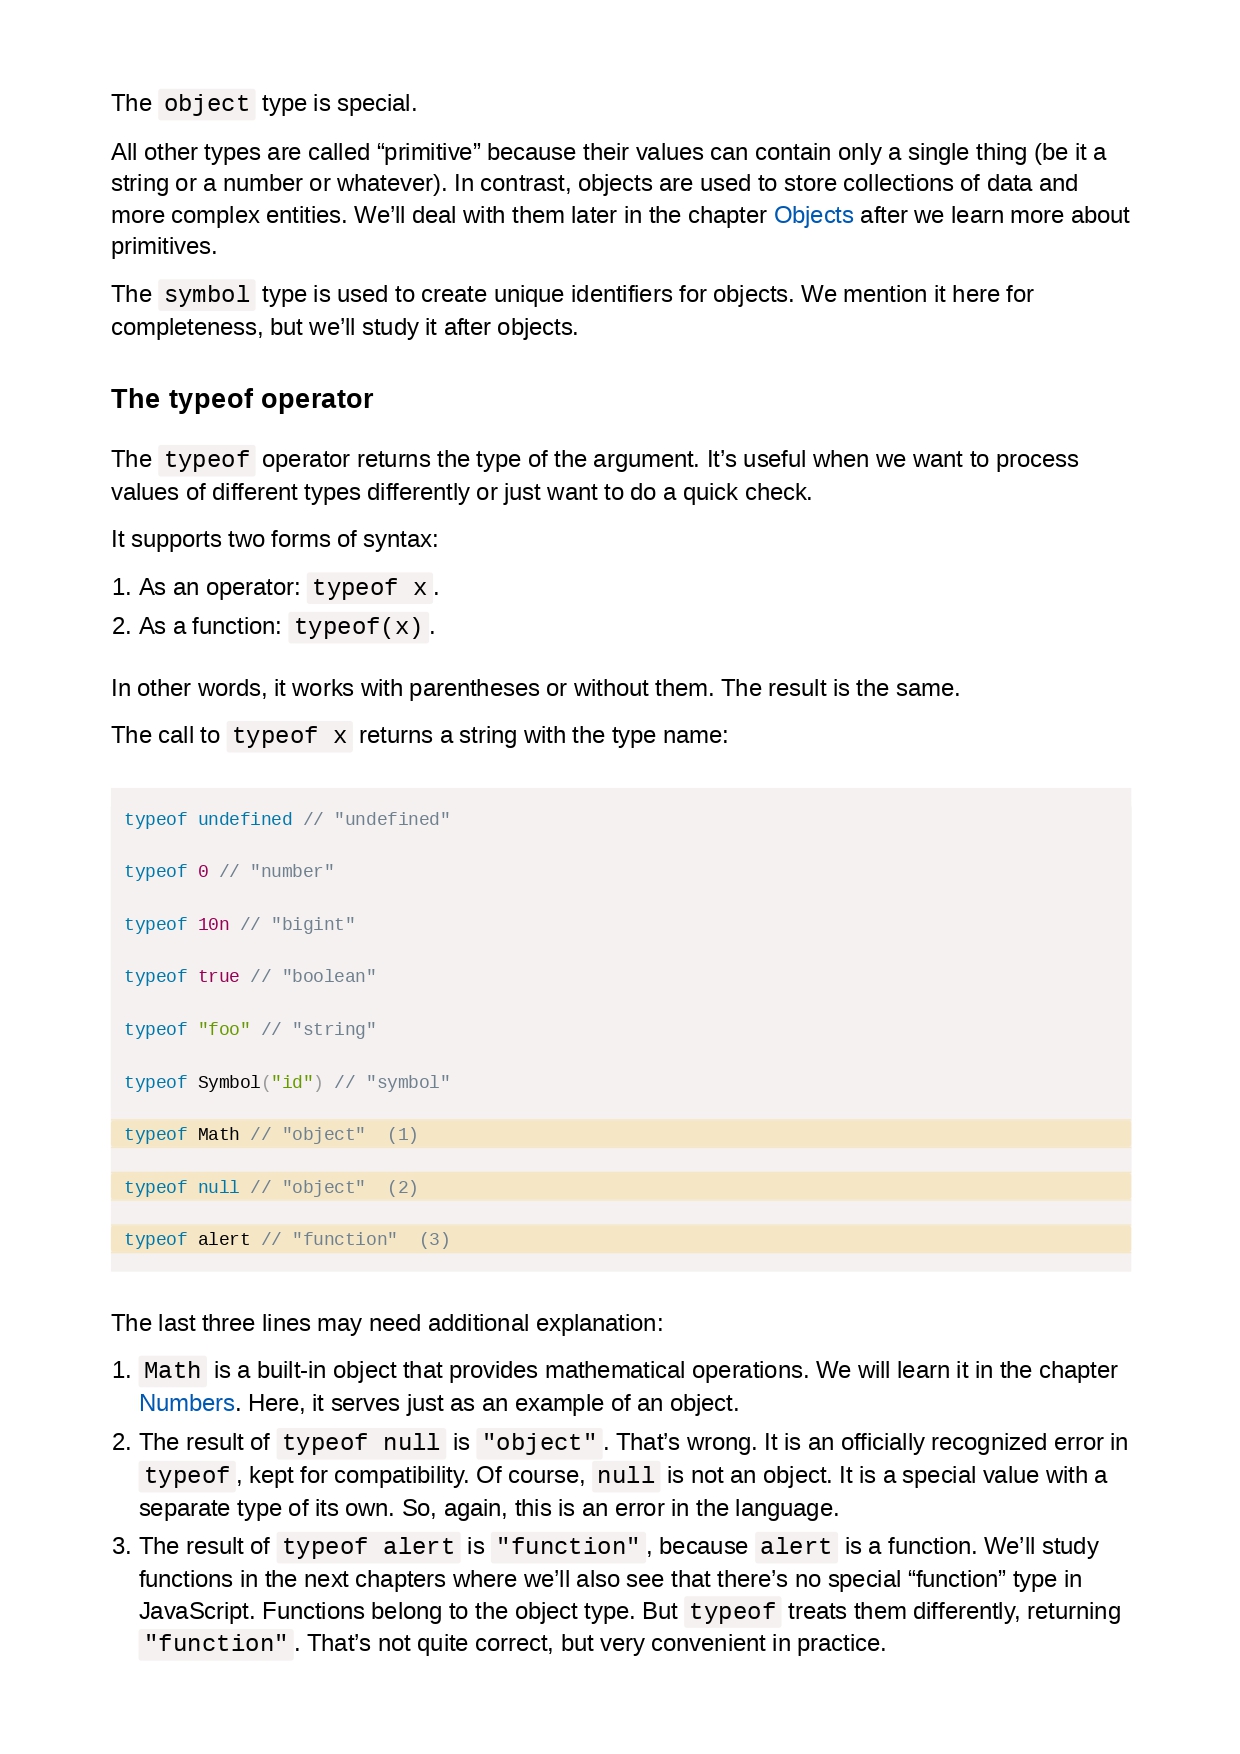 The object type is special.
All other types are called “primitive” because their values can contain only a single thing (be it a
string or a number or whatever). In contrast, objects are used to store collections of data and
more complex entities. We’ll deal with them later in the chapter Objects after we learn more about
primitives.
The symbol type is used to create unique identifiers for objects. We mention it here for
completeness, but we’ll study it after objects.
The typeof operator
The typeof operator returns the type of the argument. It’s useful when we want to process
values of different types differently or just want to do a quick check.
It supports two forms of syntax:
1. As an operator: typeof x.
2. As a function: typeof(x).
In other words, it works with parentheses or without them. The result is the same.
The call to typeof x returns a string with the type name:
typeof undefined // "undefined"
typeof 0 // "number"
typeof 10n // "bigint"
typeof true // "boolean"
typeof "foo" // "string"
typeof Symbol("id") // "symbol"
typeof Math // "object"  (1)
typeof null // "object"  (2)
typeof alert // "function"  (3)
The last three lines may need additional explanation:
1. Math is a built-in object that provides mathematical operations. We will learn it in the chapter
Numbers. Here, it serves just as an example of an object.
2. The result of typeof null is "object". That’s wrong. It is an officially recognized error in
typeof, kept for compatibility. Of course, null is not an object. It is a special value with a
separate type of its own. So, again, this is an error in the language.
3. The result of typeof alert is "function", because alert is a function. We’ll study
functions in the next chapters where we’ll also see that there’s no special “function” type in
JavaScript. Functions belong to the object type. But typeof treats them differently, returning
"function". That’s not quite correct, but very convenient in practice.